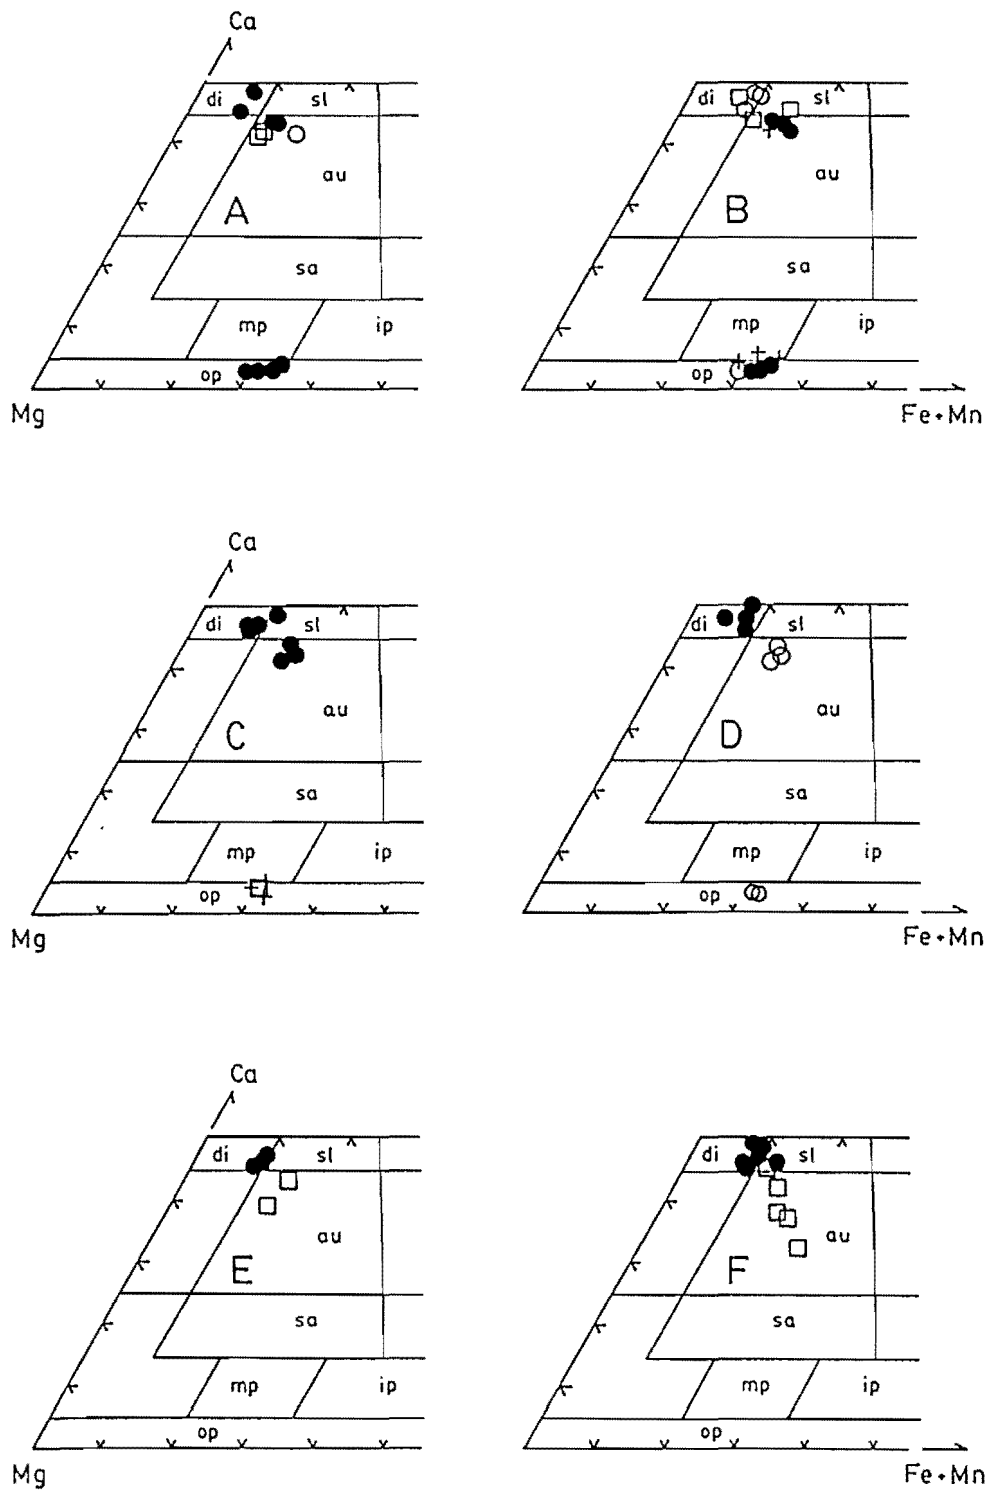 Ca
di sl
di sl
au
au
A
B
sa
sa
mp ip
mp ip
op
op
Mg
Fe+Mn
Ca
di sl
di sl
au
au
C
D
sa
sa
mp ip
mp ip
op
op
Mg
Fe+Mn
Ca
di sl
di sl
au
au
E
F
sa
sa
mp ip
mp ip
op
op
Mg
Fe+Mn